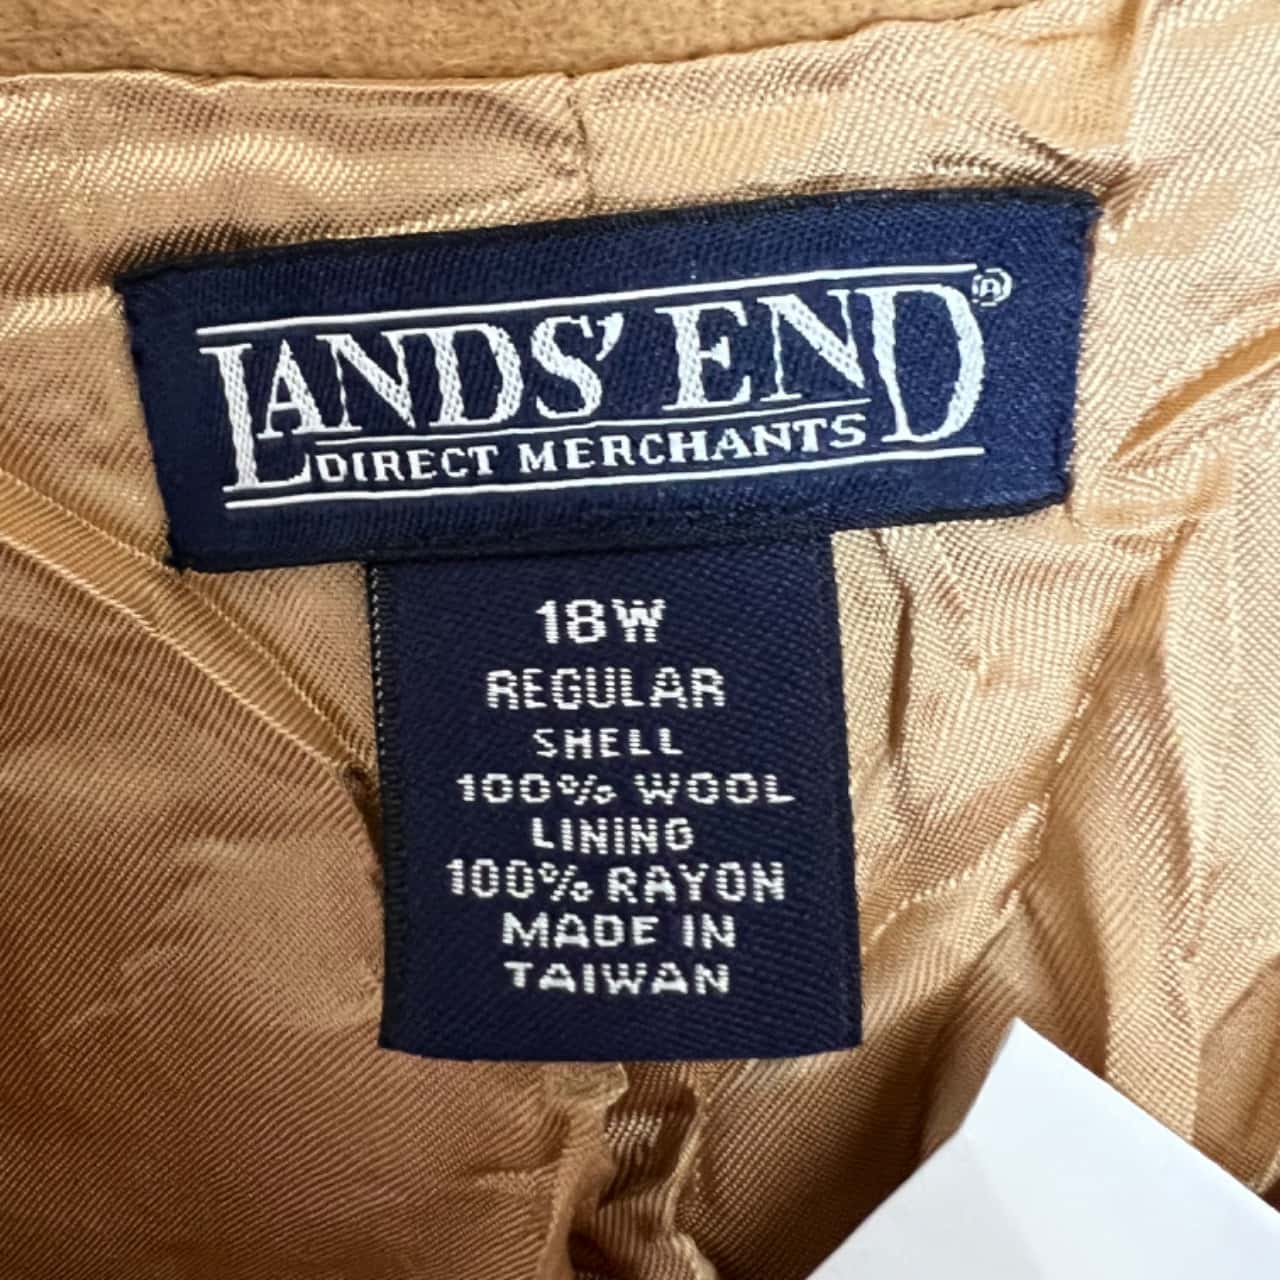 LANDS' END®
DIRECT MERCHANTS
18W
REGULAR
SHELL
100% WOOL
LINING
100% RAYON
MADE IN
TAIWAN